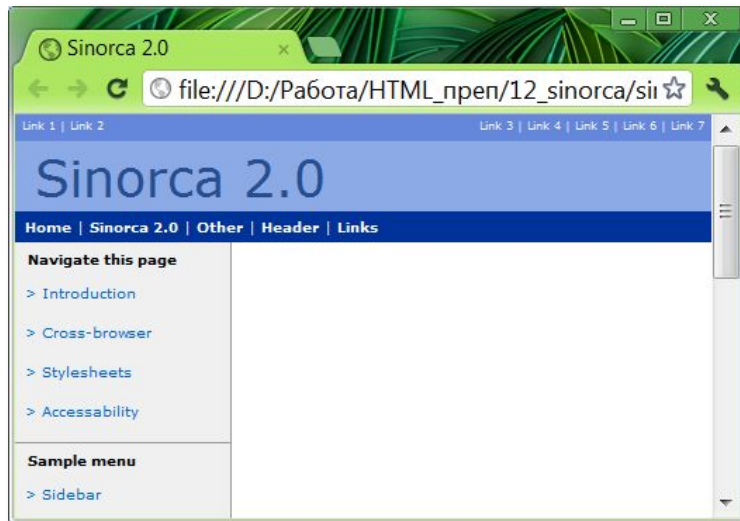 Sinorca 2.0
file:///D:/Работа/HTML_преп/12_sinorca/sin
Link 1 | Link 2
Link 3 | Link 4 | Link 5 | Link 6 | Link 7
Sinorca 2.0
Home | Sinorca 2.0 | Other | Header | Links
Navigate this page
> Introduction
> Cross-browser
> Stylesheets
> Accessability
Sample menu
> Sidebar